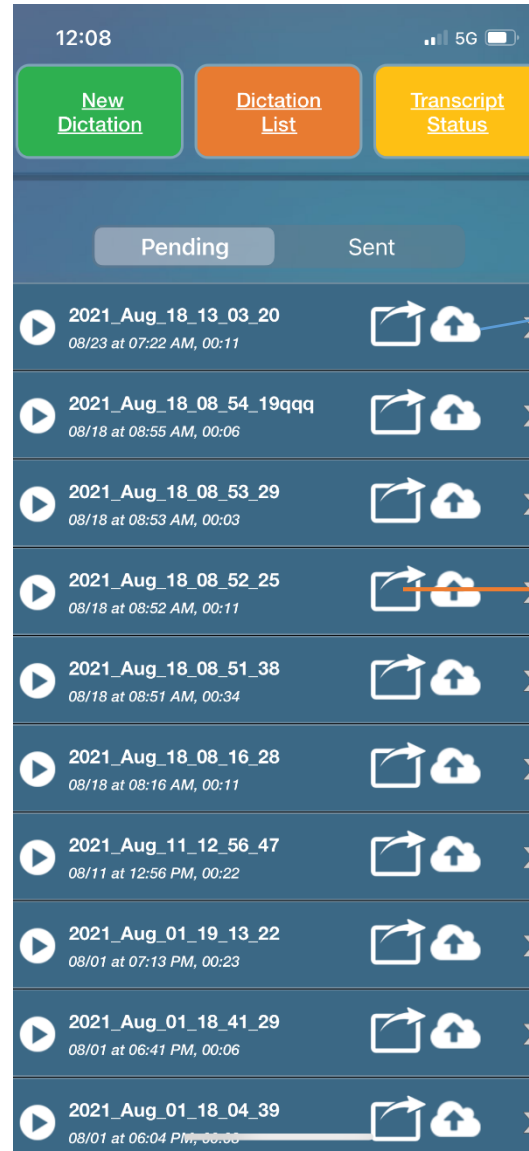 12:08
5G
New
Dictation
Dictation
List
Transcript
Status
Pending
Sent
2021_Aug_18_13_03_20
08/23 at 07:22 AM, 00:11
2021_Aug_18_08_54_19qqq
08/18 at 08:55 AM, 00:06
2021_Aug_18_08_53_29
08/18 at 08:53 AM, 00:03
2021_Aug_18_08_52_25
08/18 at 08:52 AM, 00:11
2021_Aug_18_08_51_38
08/18 at 08:51 AM, 00:34
2021_Aug_18_08_16_28
08/18 at 08:16 AM, 00:11
2021_Aug_11_12_56_47
08/11 at 12:56 PM, 00:22
2021_Aug_01_19_13_22
08/01 at 07:13 PM, 00:23
2021_Aug_01_18_41_29
08/01 at 06:41 PM, 00:06
2021_Aug_01_18_04_39
08/01 at 06:04 PM,